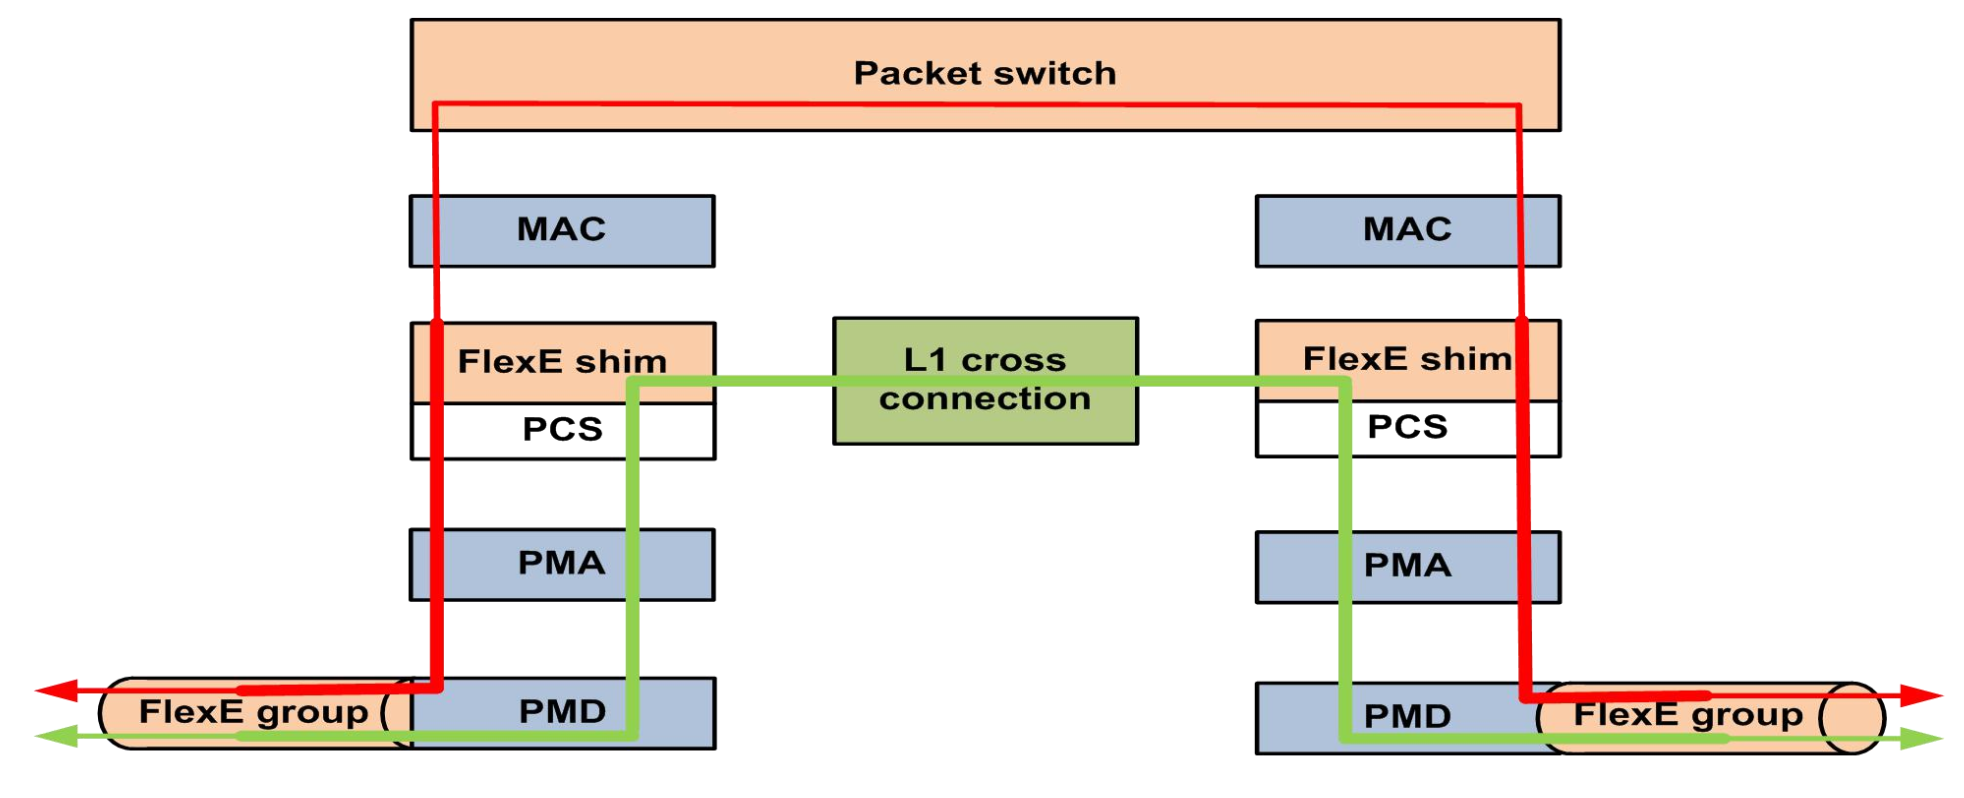 Packet switch
MAC
MAC
FlexE shim
L1 cross
connection
FlexE shim
PCS
PCS
PMA
PMA
FlexE group
PMD
PMD
FlexE group